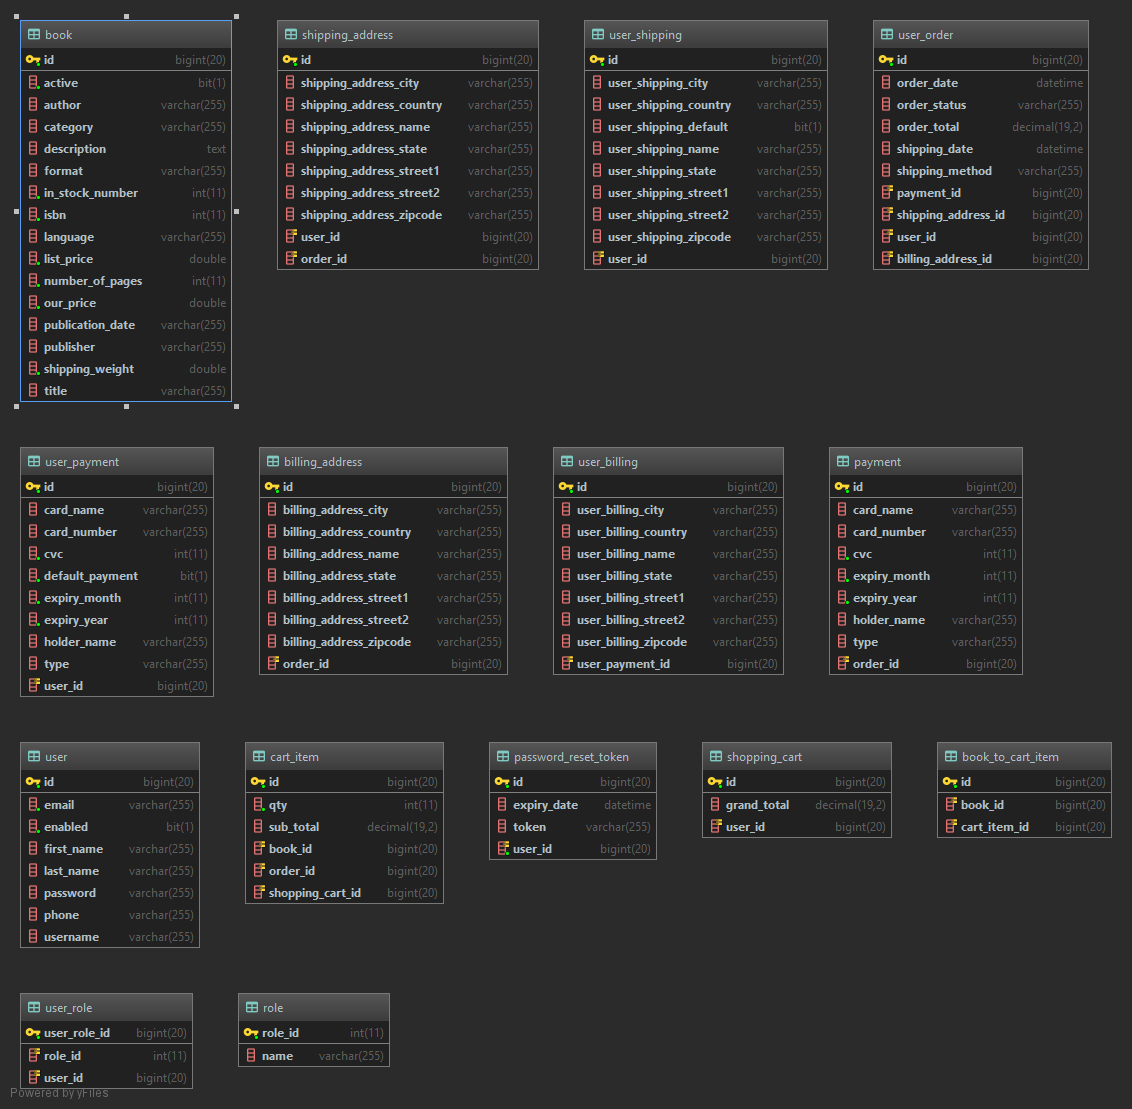 book
id bigint(20)
active bit(1)
author varchar(255)
category varchar(255)
description text
format varchar(255)
in_stock_number int(11)
isbn int(11)
language varchar(255)
list_price double
number_of_pages int(11)
our_price double
publication_date varchar(255)
publisher varchar(255)
shipping_weight double
title varchar(255)
shipping_address
id bigint(20)
shipping_address_city varchar(255)
shipping_address_country varchar(255)
shipping_address_name varchar(255)
shipping_address_state varchar(255)
shipping_address_street1 varchar(255)
shipping_address_street2 varchar(255)
shipping_address_zipcode varchar(255)
user_id bigint(20)
order_id bigint(20)
user_shipping
id bigint(20)
user_shipping_city varchar(255)
user_shipping_country varchar(255)
user_shipping_default bit(1)
user_shipping_name varchar(255)
user_shipping_state varchar(255)
user_shipping_street1 varchar(255)
user_shipping_street2 varchar(255)
user_shipping_zipcode varchar(255)
user_id bigint(20)
user_order
id bigint(20)
order_date datetime
order_status varchar(255)
order_total decimal(19,2)
shipping_date datetime
shipping_method varchar(255)
payment_id bigint(20)
shipping_address_id bigint(20)
user_id bigint(20)
billing_address_id bigint(20)
user_payment
id bigint(20)
card_name varchar(255)
card_number varchar(255)
cvc int(11)
default_payment bit(1)
expiry_month int(11)
expiry_year int(11)
holder_name varchar(255)
type varchar(255)
user_id bigint(20)
billing_address
id bigint(20)
billing_address_city varchar(255)
billing_address_country varchar(255)
billing_address_name varchar(255)
billing_address_state varchar(255)
billing_address_street1 varchar(255)
billing_address_street2 varchar(255)
billing_address_zipcode varchar(255)
order_id bigint(20)
user_billing
id bigint(20)
user_billing_city varchar(255)
user_billing_country varchar(255)
user_billing_name varchar(255)
user_billing_state varchar(255)
user_billing_street1 varchar(255)
user_billing_street2 varchar(255)
user_billing_zipcode varchar(255)
user_payment_id bigint(20)
payment
id bigint(20)
card_name varchar(255)
card_number varchar(255)
cvc int(11)
expiry_month int(11)
expiry_year int(11)
holder_name varchar(255)
type varchar(255)
order_id bigint(20)
user
id bigint(20)
email varchar(255)
enabled bit(1)
first_name varchar(255)
last_name varchar(255)
password varchar(255)
phone varchar(255)
username varchar(255)
cart_item
id bigint(20)
qty int(11)
sub_total decimal(19,2)
book_id bigint(20)
order_id bigint(20)
shopping_cart_id bigint(20)
password_reset_token
id bigint(20)
expiry_date datetime
token varchar(255)
user_id bigint(20)
shopping_cart
id bigint(20)
grand_total decimal(19,2)
user_id bigint(20)
book_to_cart_item
id bigint(20)
book_id bigint(20)
cart_item_id bigint(20)
user_role
user_role_id bigint(20)
role_id int(11)
user_id bigint(20)
role
role_id int(11)
name varchar(255)
Powered by yFiles